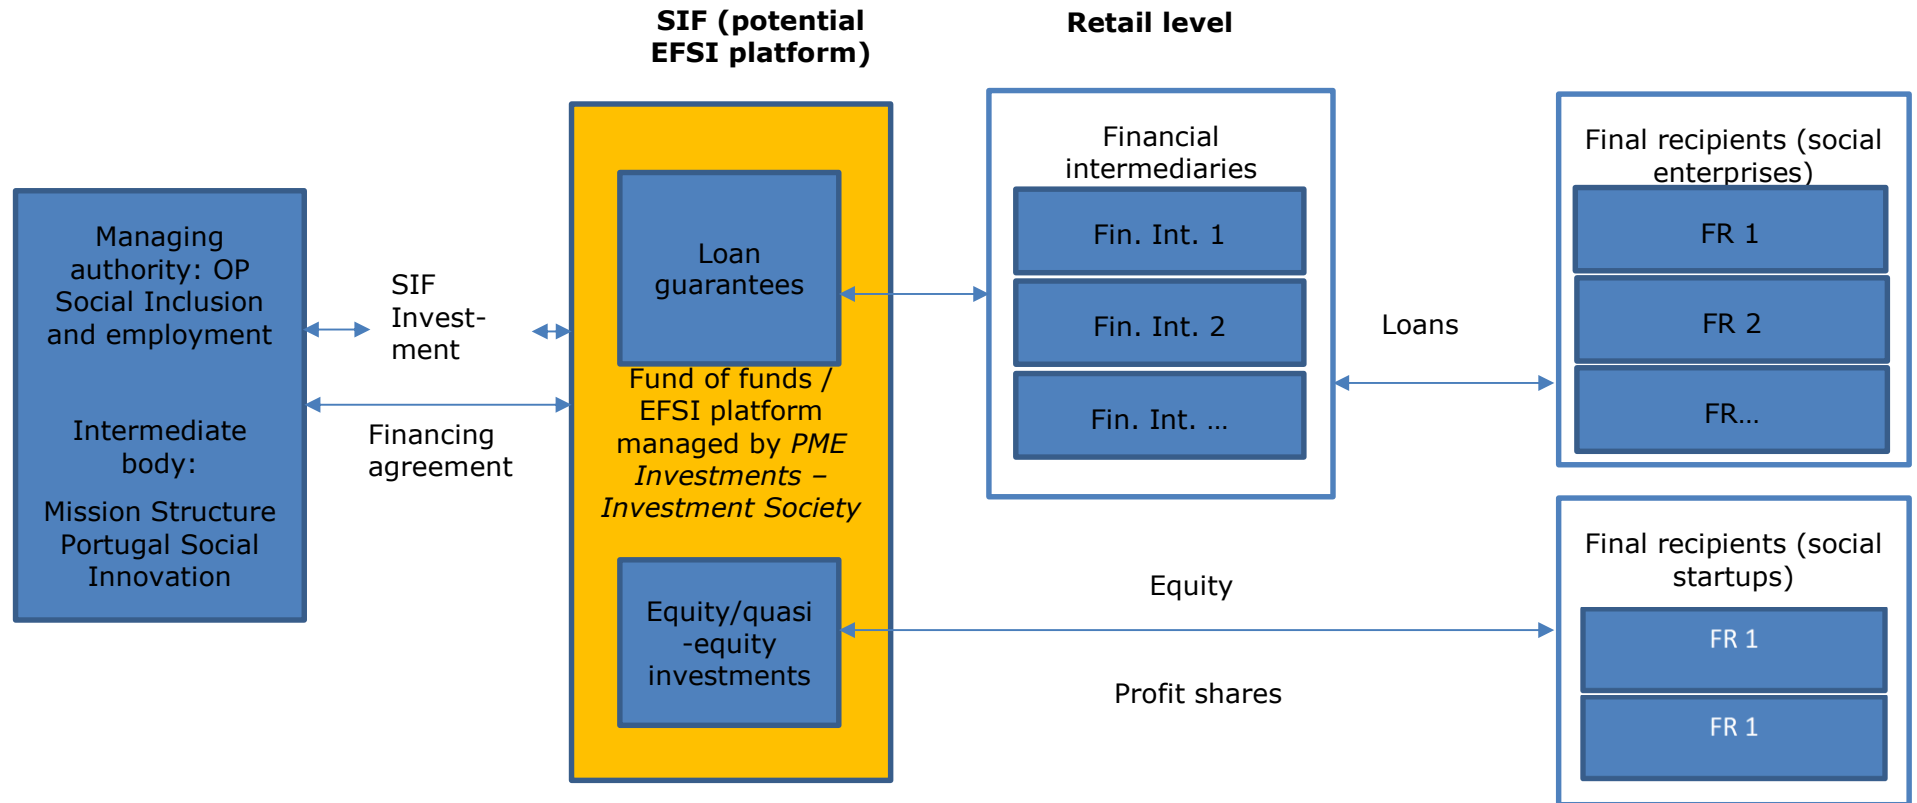 SIF (potential
EFSI platform)
Retail level
Managing
authority: OP
Social Inclusion
and employment
Intermediate
body:
Mission Structure
Portugal Social
Innovation
SIF
Invest-
ment
Financing
agreement
Loan
guarantees
Fund of funds /
EFSI platform
managed by PME
Investments –
Investment Society
Equity/quasi
-equity
investments
Financial
intermediaries
Fin. Int. 1
Fin. Int. 2
Fin. Int. …
Loans
Equity
Profit shares
Final recipients (social
enterprises)
FR 1
FR 2
FR…
Final recipients (social
startups)
FR 1
FR 1